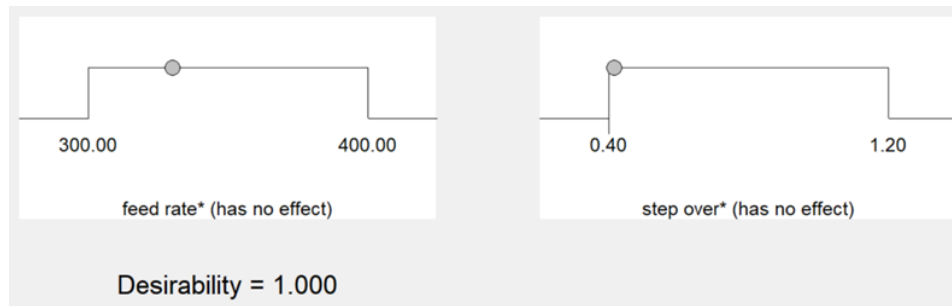 300.00 400.00 0.40 1.20
feed rate* (has no effect) step over* (has no effect)
Desirability = 1.000